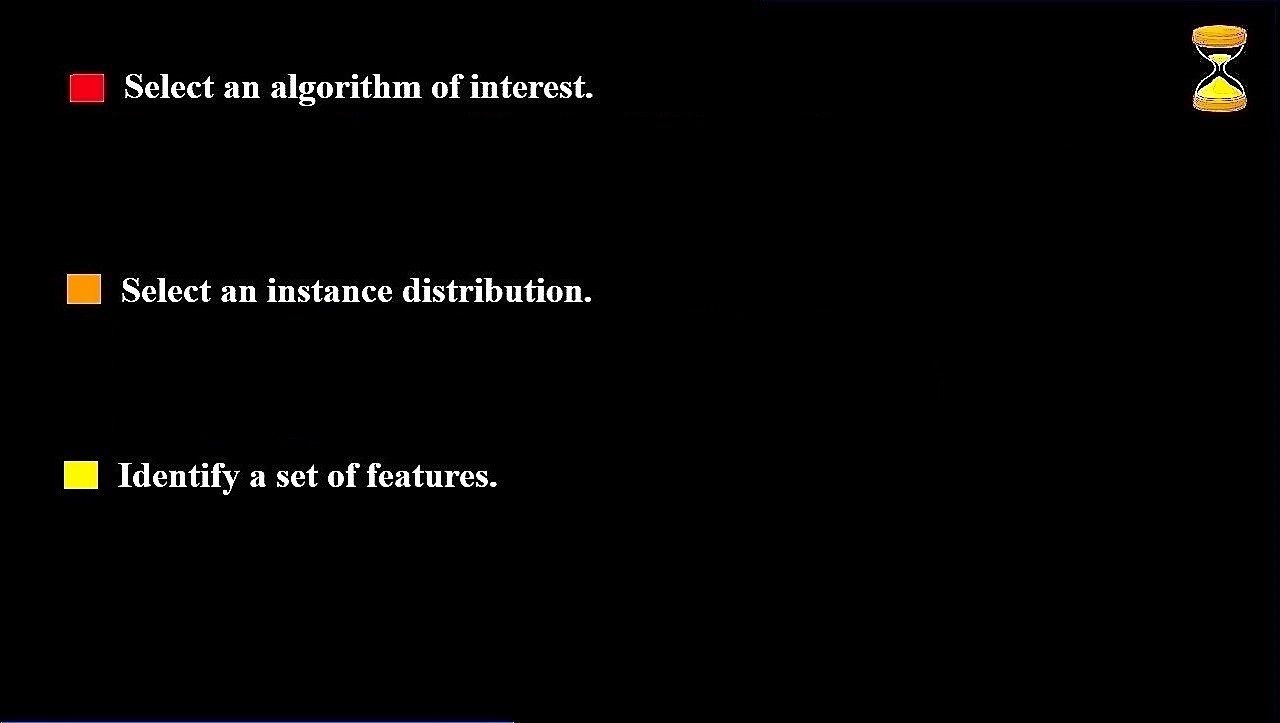 Select an algorithm of interest.
Select an instance distribution.
Identify a set of features.